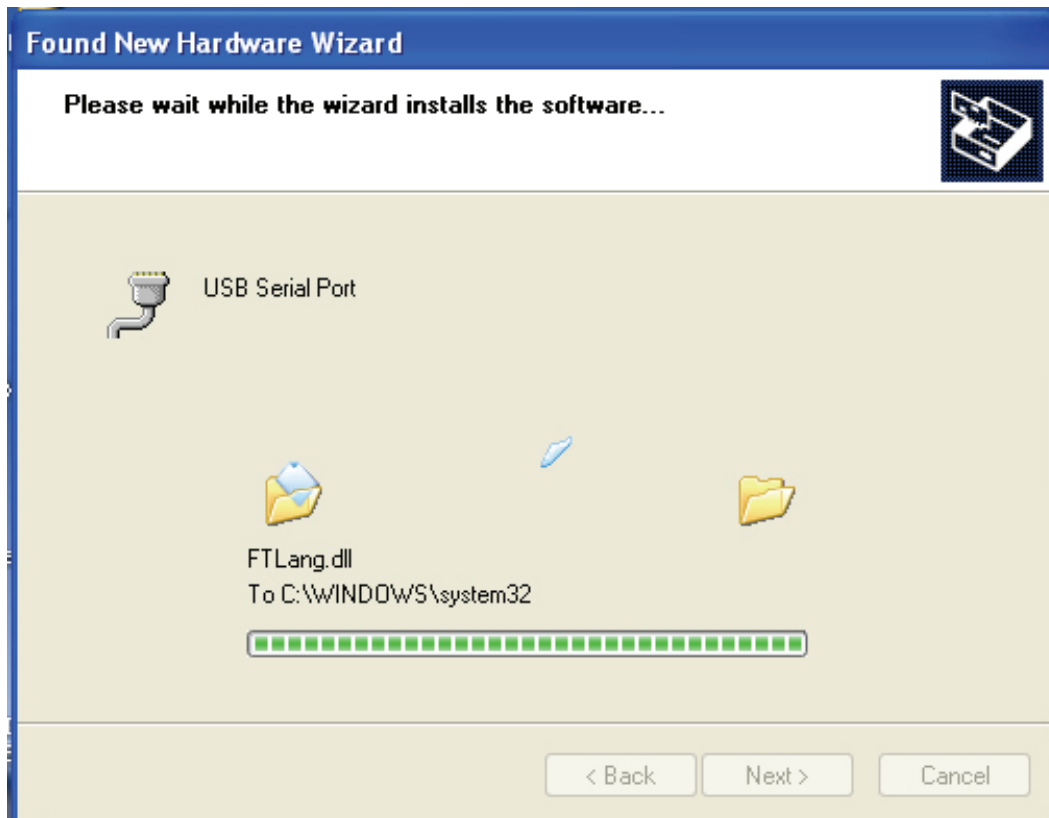 Found New Hardware Wizard
Please wait while the wizard installs the software...
USB Serial Port
FTLang.dll
To C:\WINDOWS\system32
< Back
Next >
Cancel